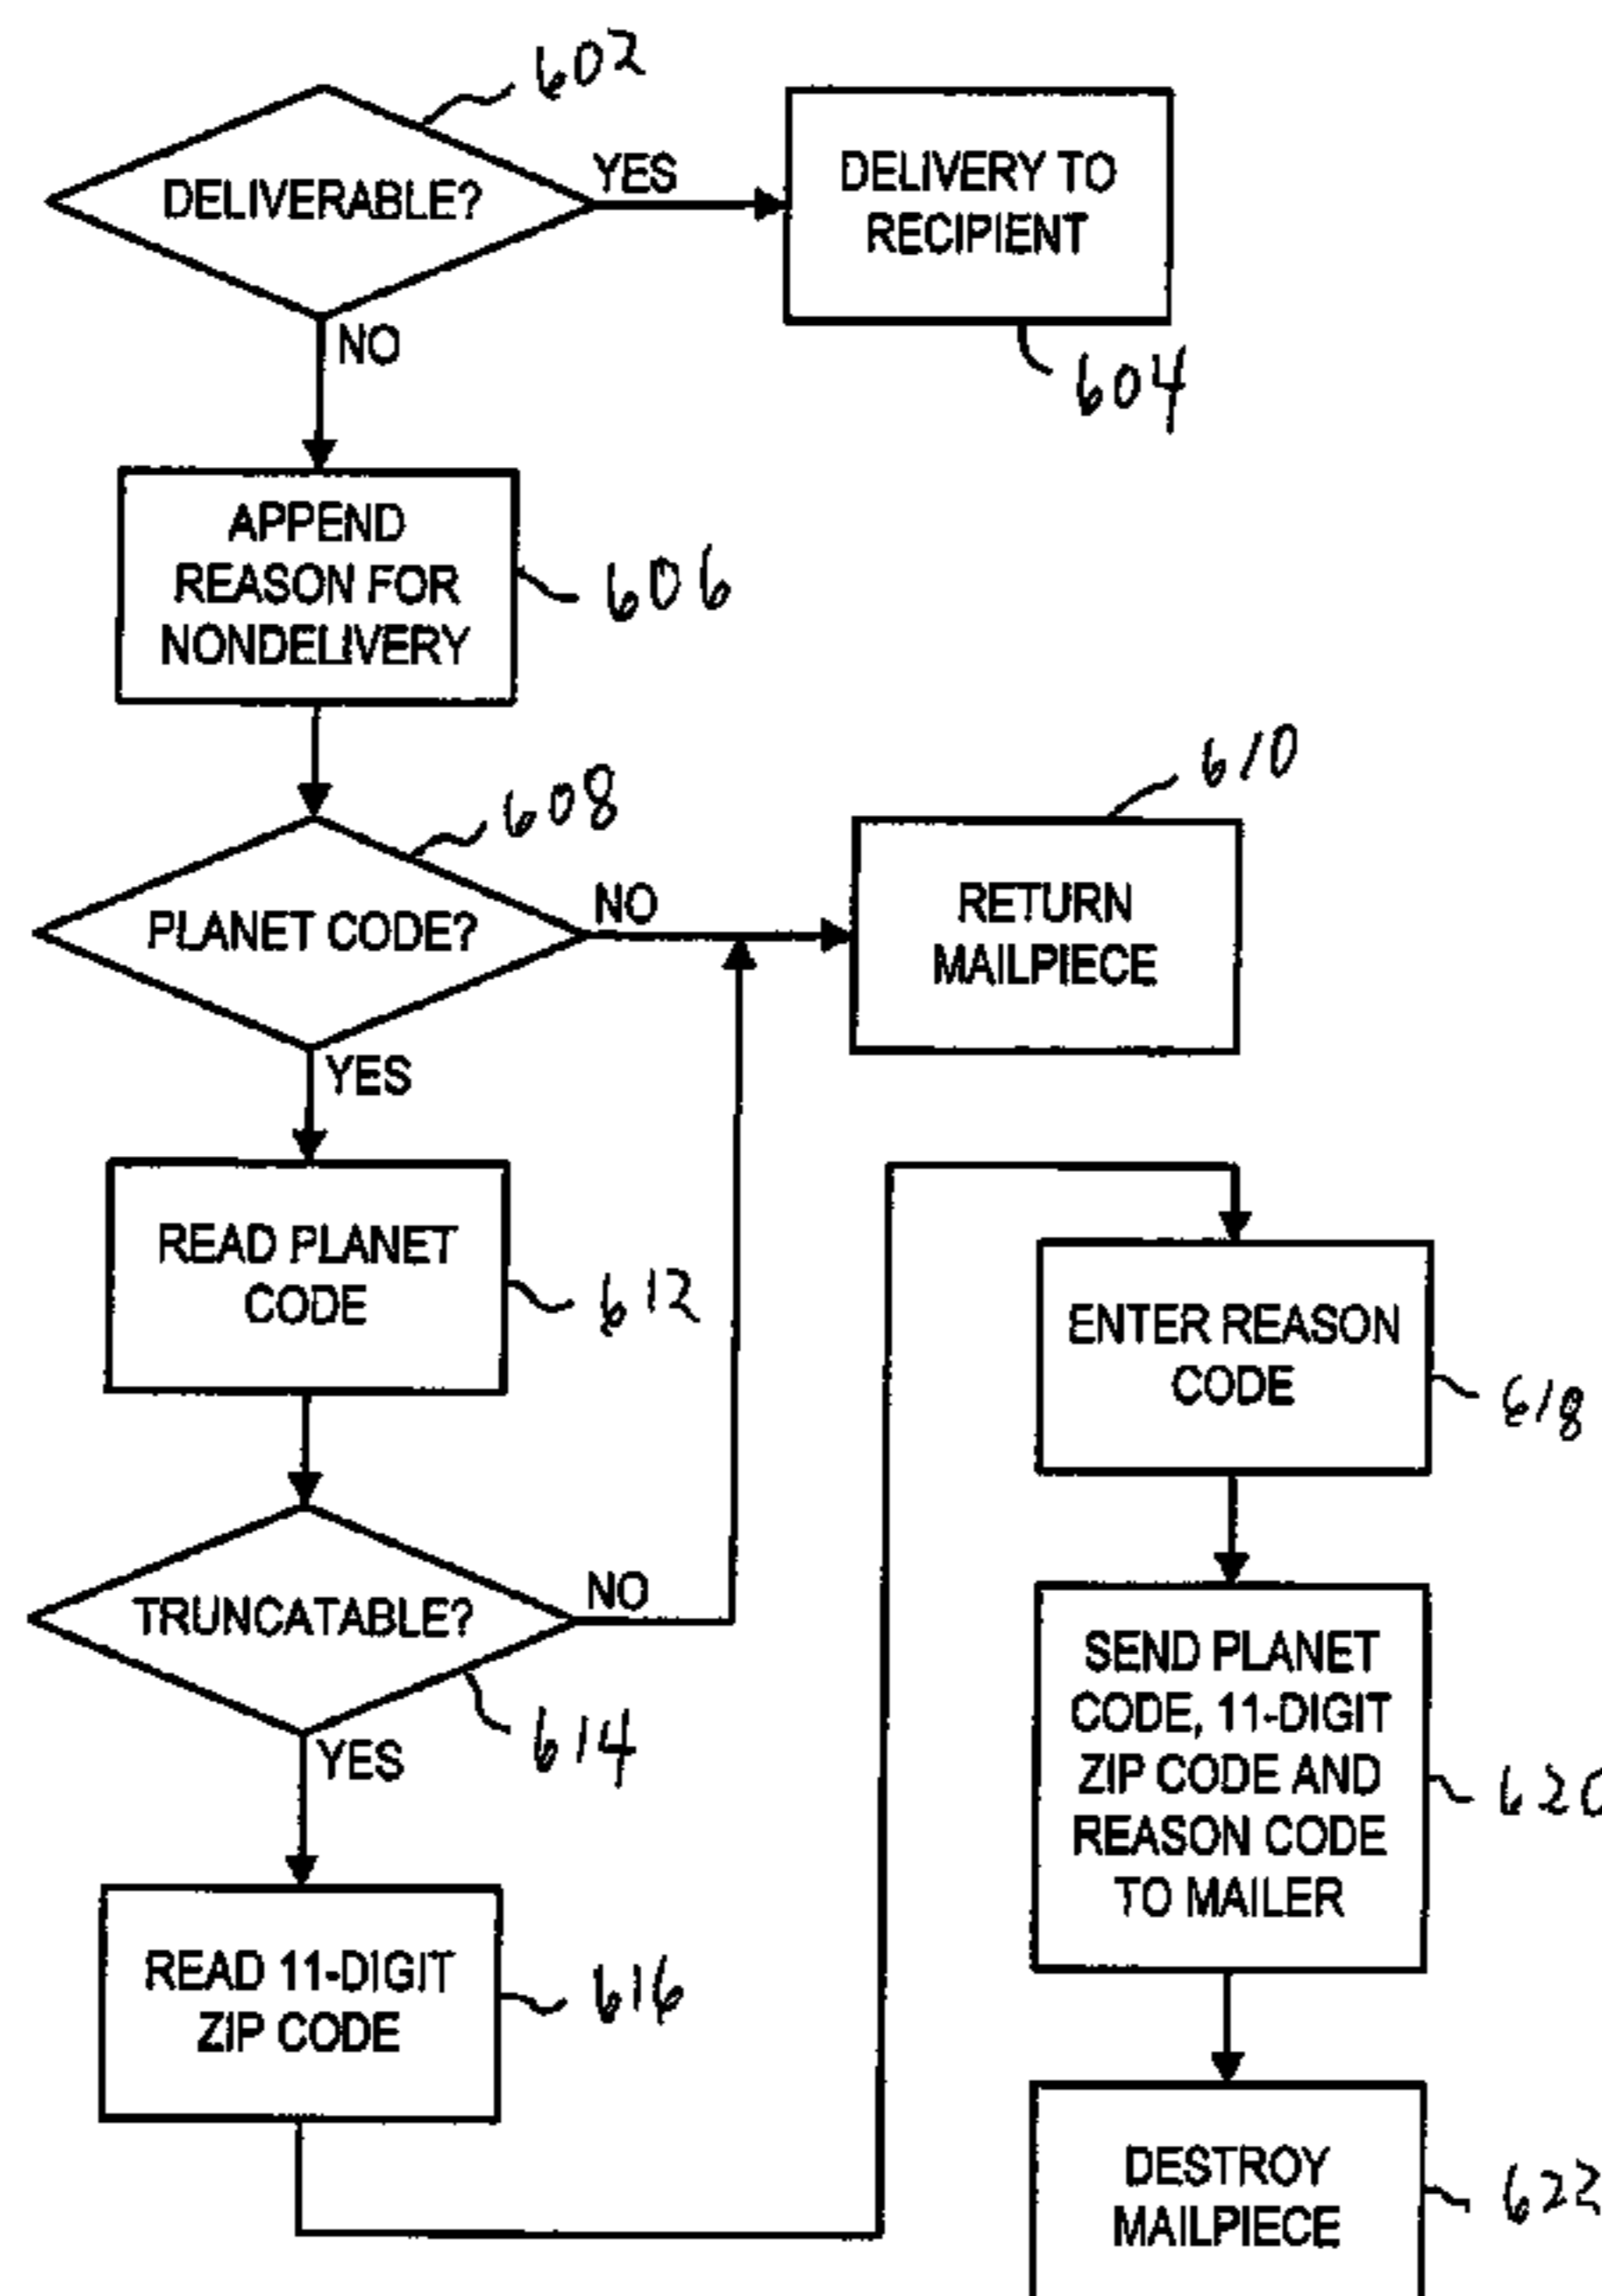 602
DELIVERABLE?
YES
DELIVERY TO
RECIPIENT
604
NO
APPEND
REASON FOR
NONDELIVERY
606
608
PLANET CODE?
NO
610
RETURN
MAILPIECE
YES
READ PLANET
CODE
612
TRUNCATABLE?
NO
614
YES
READ 11-DIGIT
ZIP CODE
616
ENTER REASON
CODE
618
SEND PLANET
CODE, 11-DIGIT
ZIP CODE AND
REASON CODE
TO MAILER
620
DESTROY
MAILPIECE
622